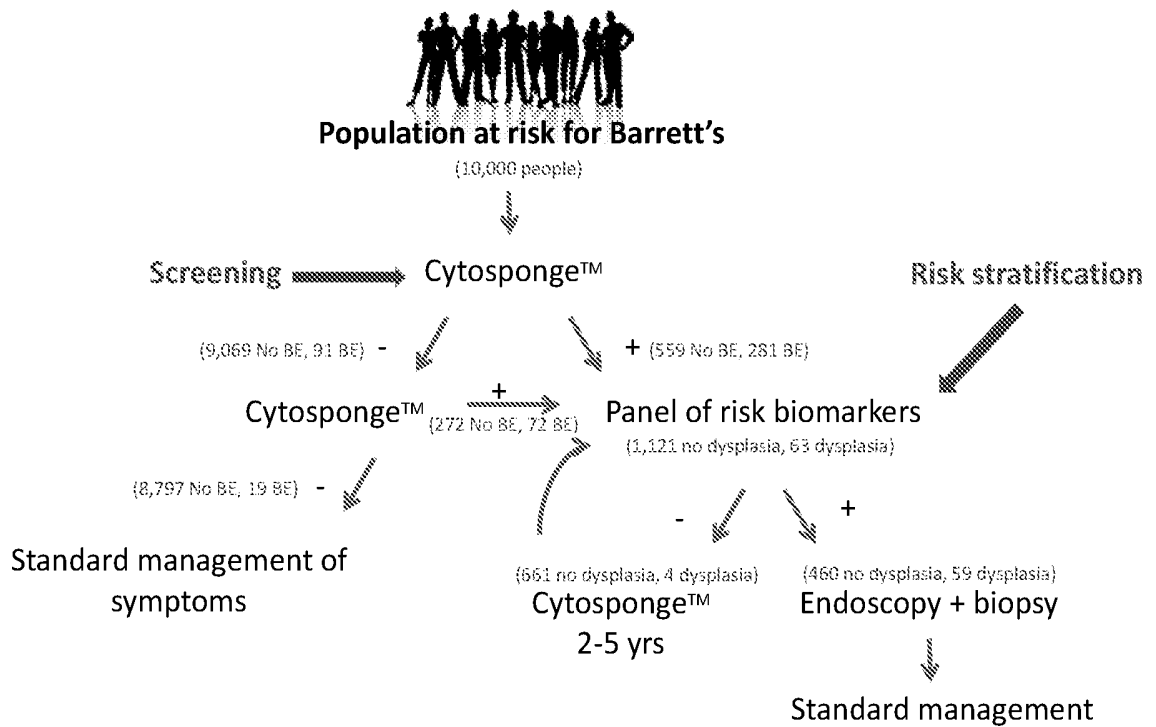 Population at risk for Barrett's
(10,000 people)
Screening
Cytosponge™
Risk stratification
(9,069 No BE, 91 BE) -
+ (559 No BE, 281 BE)
Cytosponge™
+
(272 No BE, 72 BE)
Panel of risk biomarkers
(1,121 no dysplasia, 63 dysplasia)
(8,797 No BE, 19 BE) -
-
+
Standard management of
symptoms
(661 no dysplasia, 4 dysplasia)
Cytosponge™
2-5 yrs
(460 no dysplasia, 59 dysplasia)
Endoscopy + biopsy
Standard management